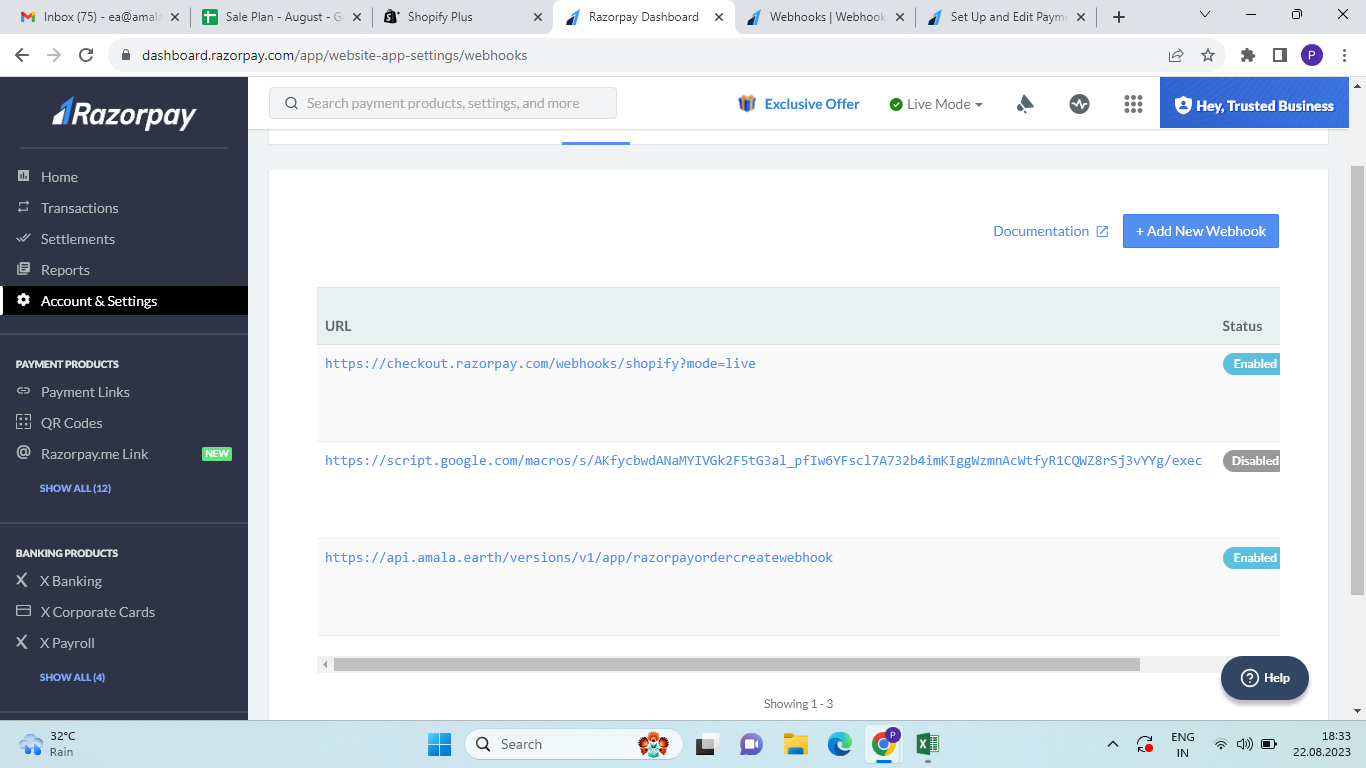 Inbox (75) - ea@amala
Sale Plan - August - G
Shopify Plus
Razorpay Dashboard
Webhooks | Webhook
Set Up and Edit Payme
dashboard.razorpay.com/app/website-app-settings/webhooks
P
Razorpay
Search payment products, settings, and more
Exclusive Offer
Live Mode
Hey, Trusted Business
Home
Transactions
Settlements
Reports
Account & Settings
PAYMENT PRODUCTS
Payment Links
QR Codes
Razorpay.me Link NEW
SHOW ALL (12)
BANKING PRODUCTS
X Banking
X Corporate Cards
X Payroll
SHOW ALL (4)
Documentation
+ Add New Webhook
URL Status
https://checkout.razorpay.com/webhooks/shopify?mode=live Enabled
https://script.google.com/macros/s/AKfycbwdANaMYIVGk2F5tG3al_pfIw6YFscl7A732b4imKIggWzmnAcWtfyR1CQWZ8rSj3vYYg/exec Disabled
https://api.amala.earth/versions/v1/app/razorpayordercreatewebhook Enabled
Showing 1 - 3
Help
32°C
Rain
Search
P
ENG
IN
18:33
22.08.2023